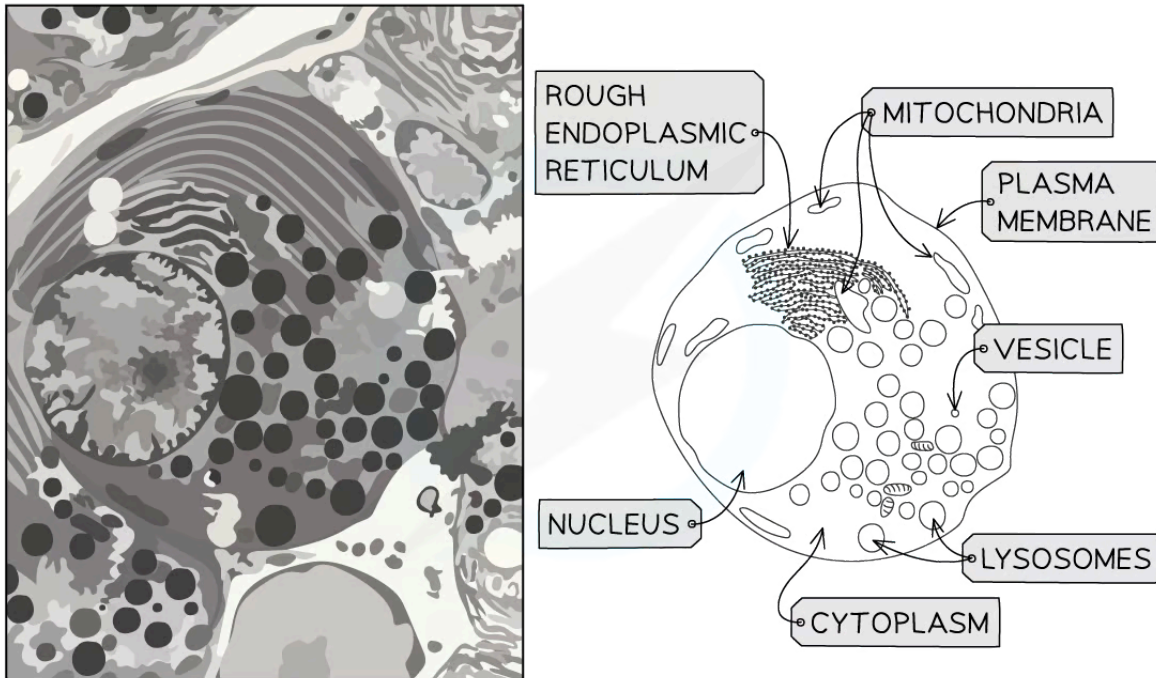 ROUGH
ENDOPLASMIC
RETICULUM
MITOCHONDRIA
PLASMA
MEMBRANE
VESICLE
NUCLEUS
LYSOSOMES
CYTOPLASM